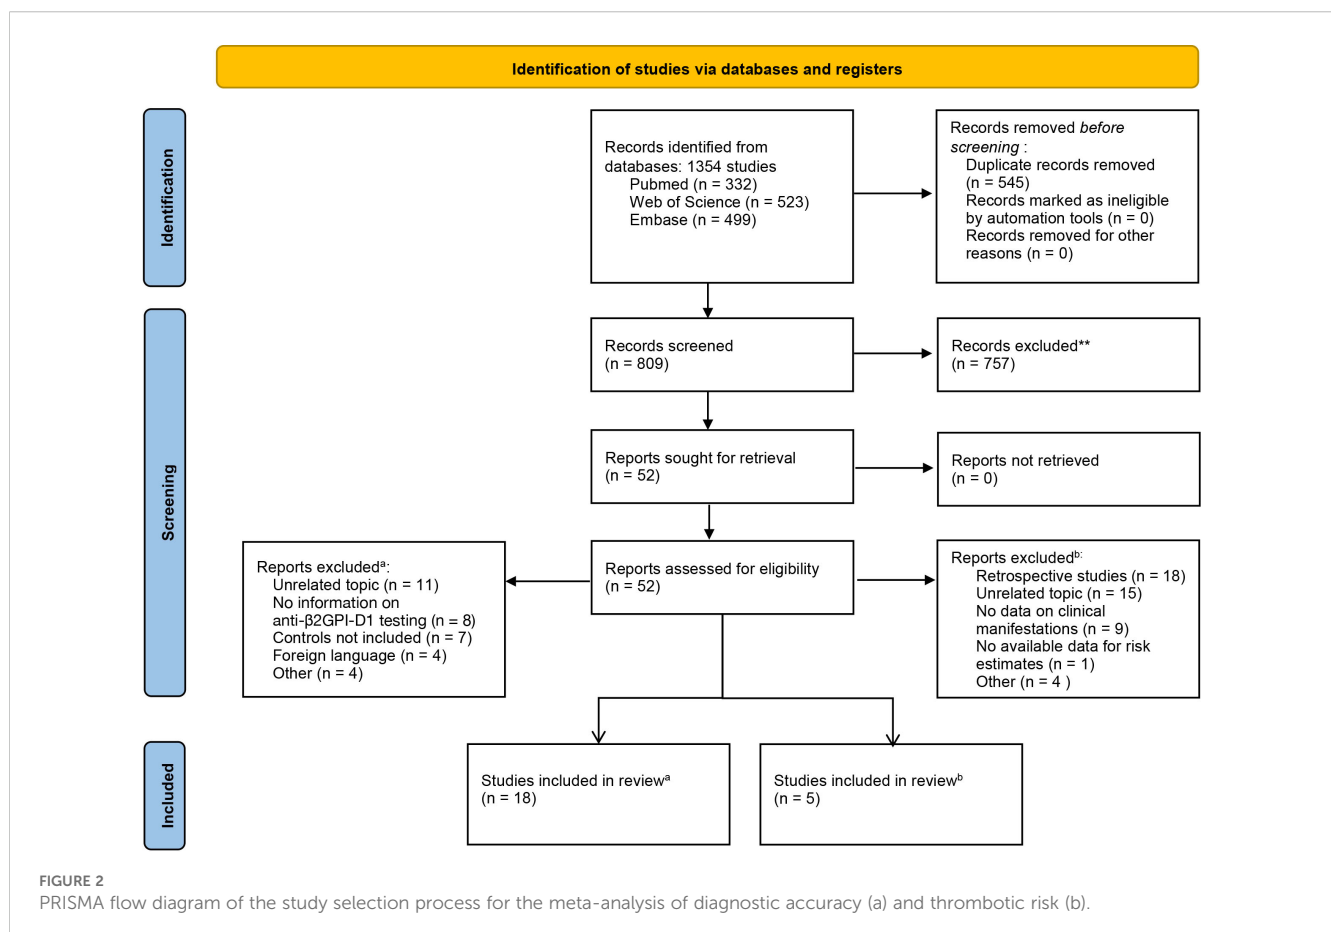 Identification of studies via databases and registers
Identification
Records identified from
databases: 1354 studies
Pubmed (n = 332)
Web of Science (n = 523)
Embase (n = 499)
Records removed before
screening :
Duplicate records removed
(n = 545)
Records marked as ineligible
by automation tools (n = 0)
Records removed for other
reasons (n = 0)
Screening
Records screened
(n = 809)
Records excluded**
(n = 757)
Reports sought for retrieval
(n = 52)
Reports not retrieved
(n = 0)
Reports excludedᵃ:
Unrelated topic (n = 11)
No information on
anti-β2GPI-D1 testing (n = 8)
Controls not included (n = 7)
Foreign language (n = 4)
Other (n = 4)
Reports assessed for eligibility
(n = 52)
Reports excludedᵇ:
Retrospective studies (n = 18)
Unrelated topic (n = 15)
No data on clinical
manifestations (n = 9)
No available data for risk
estimates (n = 1)
Other (n = 4 )
Included
Studies included in reviewᵃ
(n = 18)
Studies included in reviewᵇ
(n = 5)
FIGURE 2
PRISMA flow diagram of the study selection process for the meta-analysis of diagnostic accuracy (a) and thrombotic risk (b).